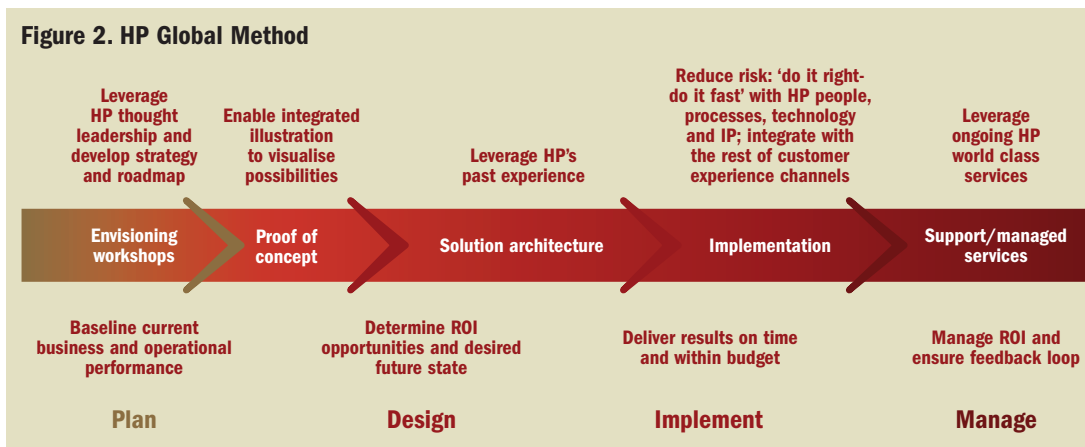 Figure 2. HP Global Method
Leverage
HP thought
leadership and
develop strategy
and roadmap
Enable integrated
illustration
to visualise
possibilities
Leverage HP's
past experience
Reduce risk: 'do it right-
do it fast' with HP people,
processes, technology
and IP; integrate with
the rest of customer
experience channels
Leverage
ongoing HP
world class
services
Envisioning
workshops
Proof of
concept
Solution architecture
Implementation
Support/managed
services
Baseline current
business and operational
performance
Determine ROI
opportunities and desired
future state
Deliver results on time
and within budget
Manage ROI and
ensure feedback loop
Plan
Design
Implement
Manage